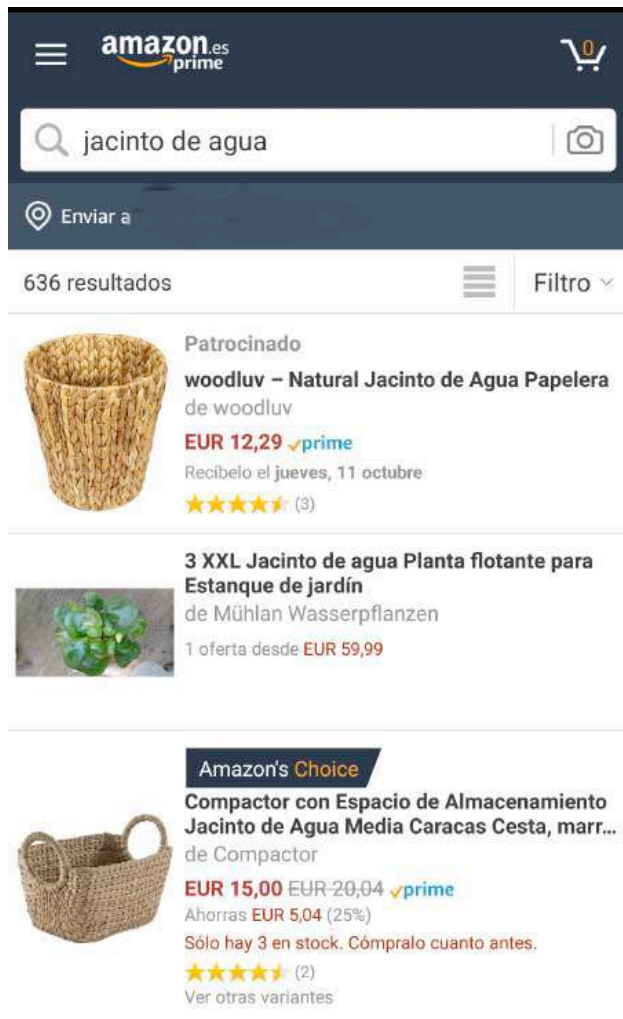 amazon.es
prime
0
jacinto de agua
Enviar a
636 resultados
Filtro
Patrocinado
woodluv – Natural Jacinto de Agua Papelera
de woodluv
EUR 12,29 prime
Recíbelo el jueves, 11 octubre
(3)
3 XXL Jacinto de agua Planta flotante para
Estanque de jardín
de Mühlan Wasserpflanzen
1 oferta desde EUR 59,99
Amazon's Choice
Compactor con Espacio de Almacenamiento
Jacinto de Agua Media Caracas Cesta, marr...
de Compactor
EUR 15,00 EUR 20,04 prime
Ahorras EUR 5,04 (25%)
Sólo hay 3 en stock. Cómpralo cuanto antes.
(2)
Ver otras variantes